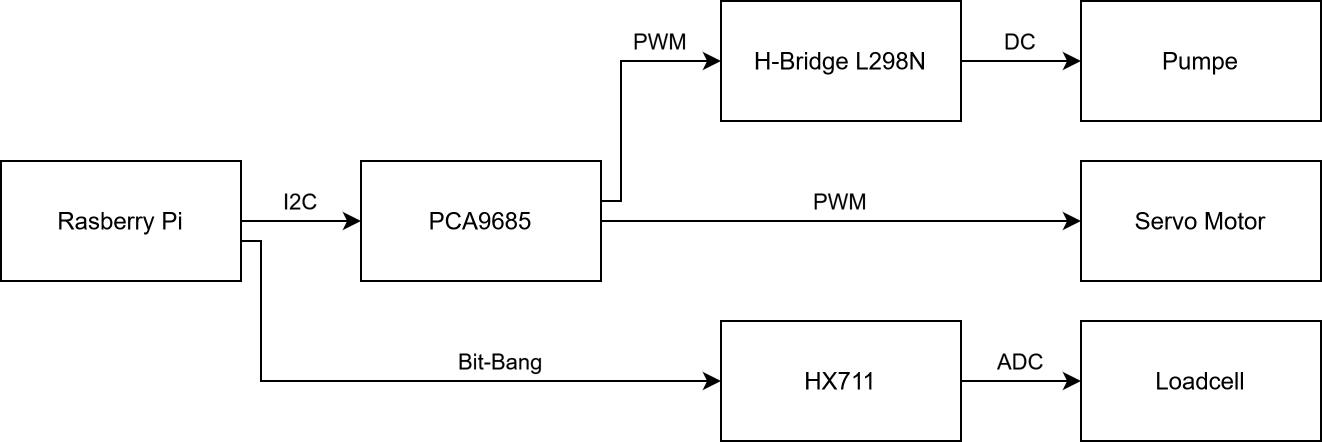 PWM
H-Bridge L298N
DC
Pumpe
Rasberry Pi
I2C
PCA9685
PWM
Servo Motor
Bit-Bang
HX711
ADC
Loadcell